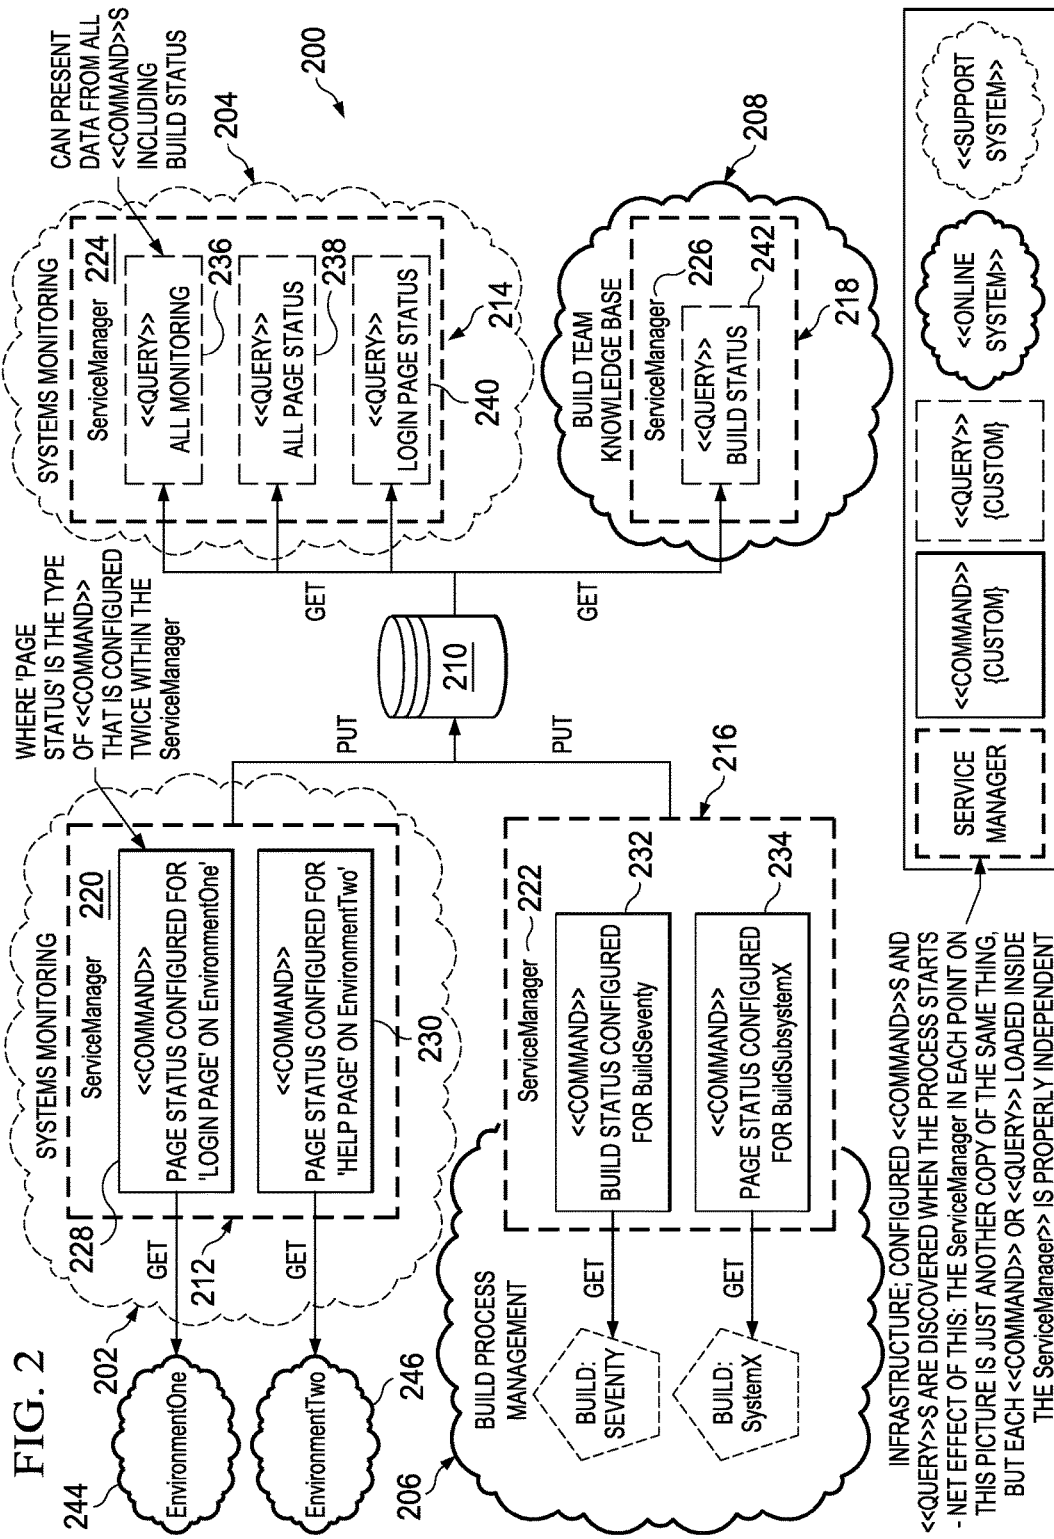 FIG. 2
244
EnvironmentOne
EnvironmentTwo
246
202
SYSTEMS MONITORING
ServiceManager
220
228
<<COMMAND>>
PAGE STATUS CONFIGURED FOR
'LOGIN PAGE' ON EnvironmentOne'
GET
212
<<COMMAND>>
PAGE STATUS CONFIGURED FOR
'HELP PAGE' ON EnvironmentTwo'
GET
230
WHERE 'PAGE
STATUS' IS THE TYPE
OF <<COMMAND>>
THAT IS CONFIGURED
TWICE WITHIN THE
ServiceManager
PUT
PUT
210
GET
GET
SYSTEMS MONITORING
ServiceManager
224
<<QUERY>>
ALL MONITORING
236
<<QUERY>>
ALL PAGE STATUS
238
<<QUERY>>
LOGIN PAGE STATUS
240
214
204
CAN PRESENT
DATA FROM ALL
<<COMMAND>>S
INCLUDING
BUILD STATUS
200
206
BUILD PROCESS
MANAGEMENT
BUILD:
SEVENTY
BUILD:
SystemX
GET
GET
ServiceManager
222
<<COMMAND>>
BUILD STATUS CONFIGURED
FOR BuildSeventy
232
<<COMMAND>>
PAGE STATUS CONFIGURED
FOR BuildSubsystemX
234
216
BUILD TEAM
KNOWLEDGE BASE
ServiceManager
226
<<QUERY>>
BUILD STATUS
242
218
208
INFRASTRUCTURE; CONFIGURED <<COMMAND>>S AND
<<QUERY>>S ARE DISCOVERED WHEN THE PROCESS STARTS
- NET EFFECT OF THIS: THE ServiceManager IN EACH POINT ON
THIS PICTURE IS JUST ANOTHER COPY OF THE SAME THING,
BUT EACH <<COMMAND>> OR <<QUERY>> LOADED INSIDE
THE ServiceManager>> IS PROPERLY INDEPENDENT
SERVICE
MANAGER
<<COMMAND>>
{CUSTOM}
<<QUERY>>
{CUSTOM}
<<ONLINE
SYSTEM>>
<<SUPPORT
SYSTEM>>